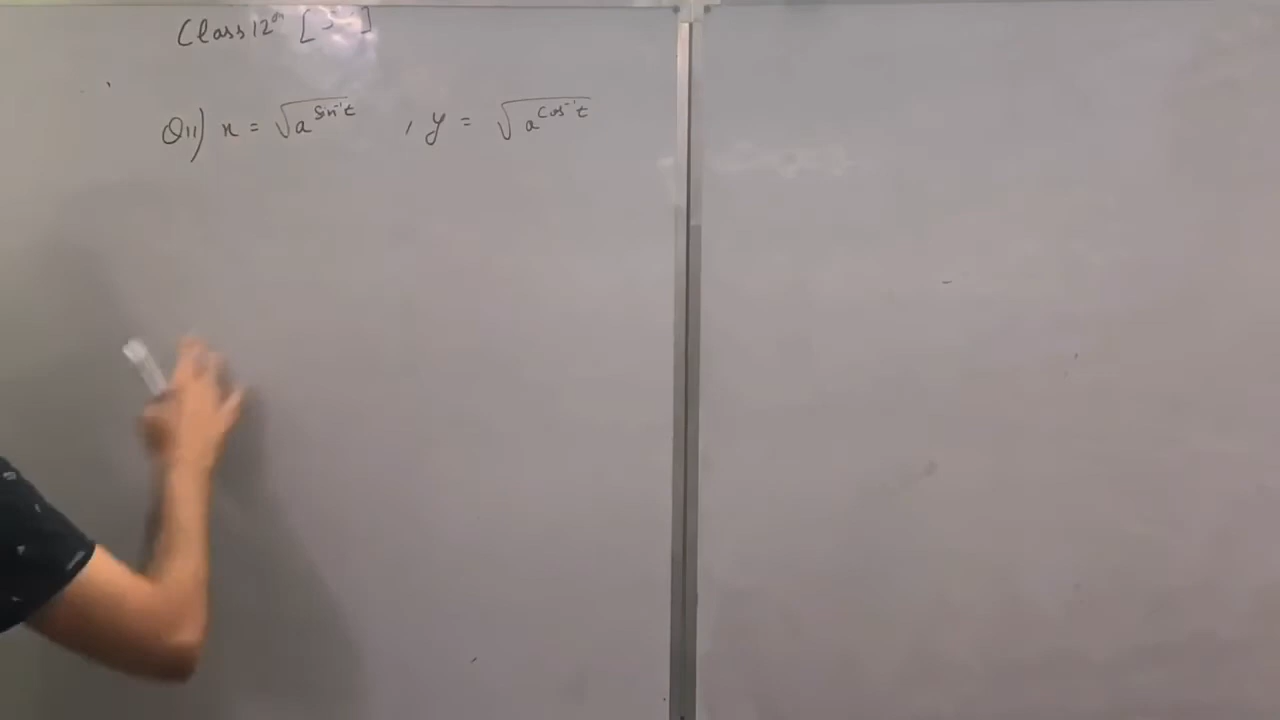 Class 12th [ ]
Q11) x = √a^sin⁻¹t , y = √a^cos⁻¹t